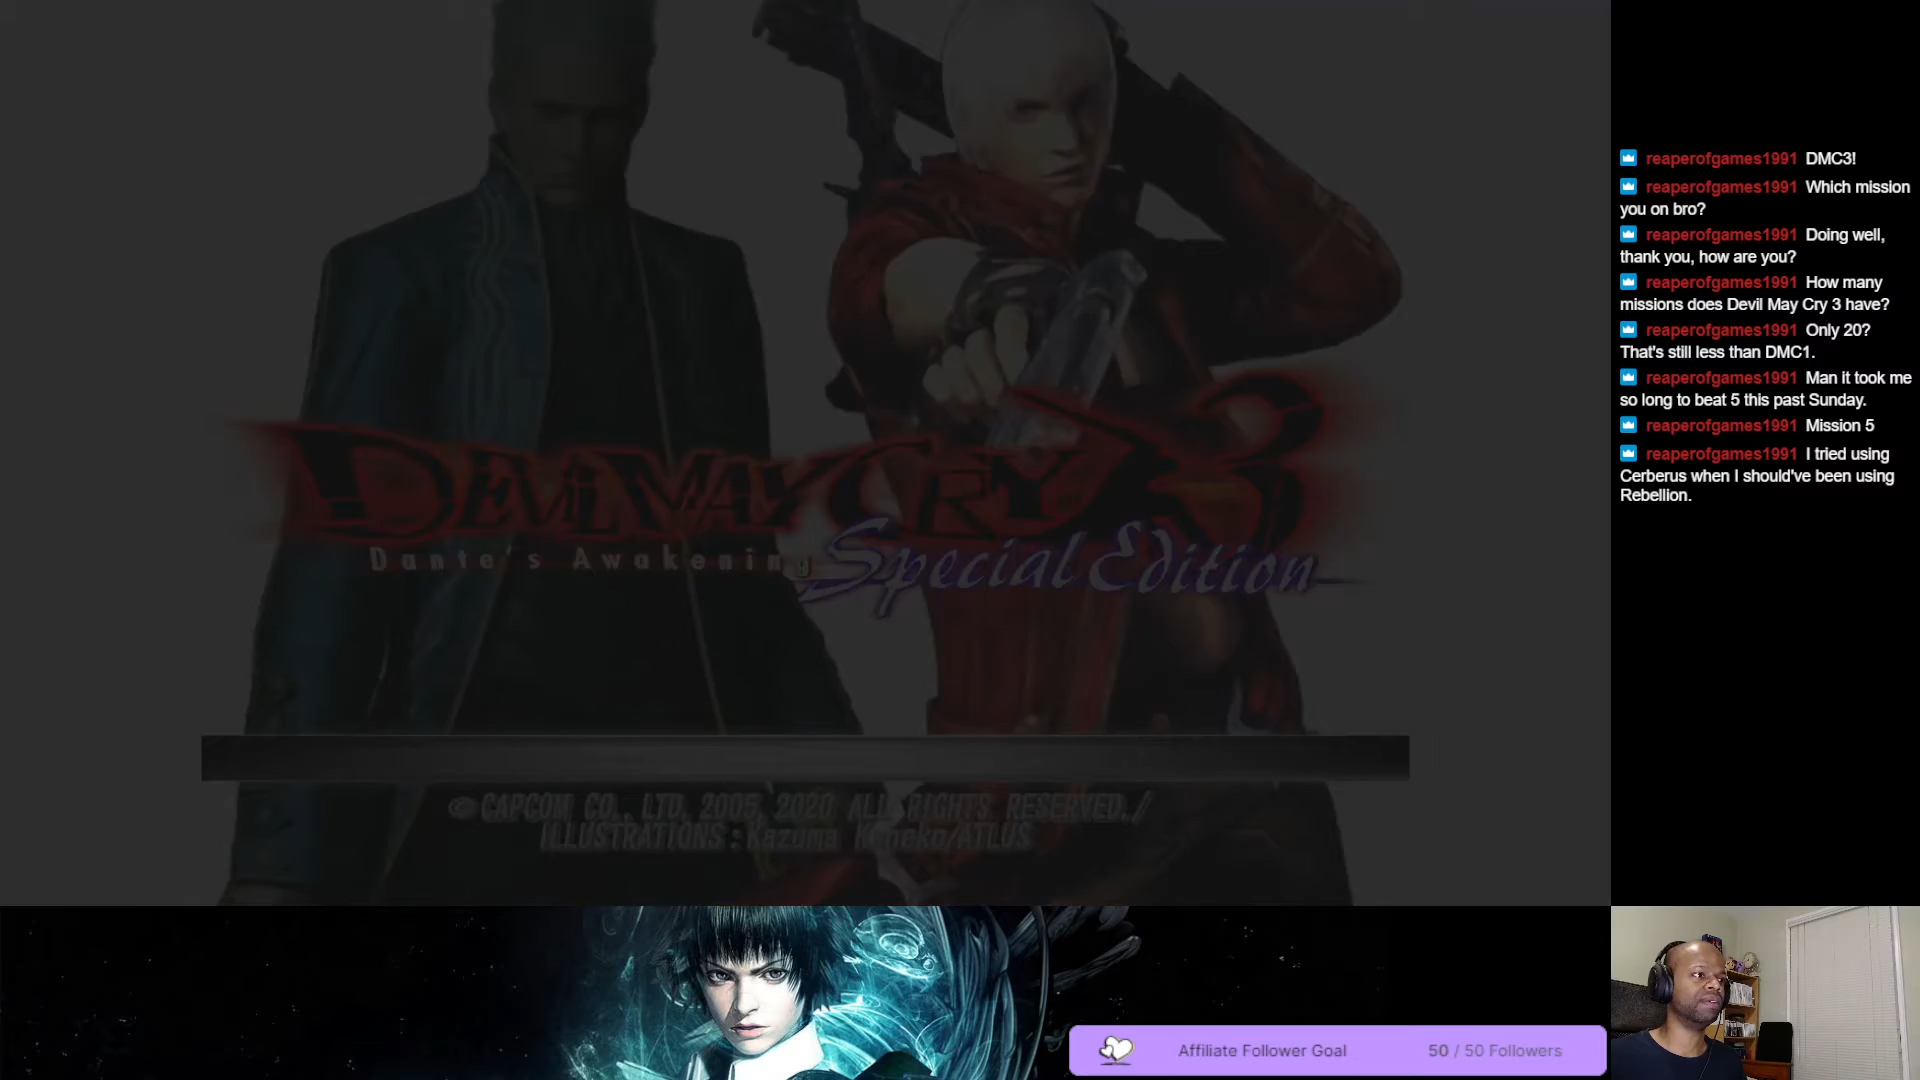 DEVIL MAY CRY 3
Dante's Awakening Special Edition
© CAPCOM CO., LTD. 2005, 2020 ALL RIGHTS RESERVED./
ILLUSTRATIONS:Kazuma Kaneko/ATLUS
reaperofgames1991 DMC3!
reaperofgames1991 Which mission
you on bro?
reaperofgames1991 Doing well,
thank you, how are you?
reaperofgames1991 How many
missions does Devil May Cry 3 have?
reaperofgames1991 Only 20?
That's still less than DMC1.
reaperofgames1991 Man it took me
so long to beat 5 this past Sunday.
reaperofgames1991 Mission 5
reaperofgames1991 I tried using
Cerberus when I should've been using
Rebellion.
Affiliate Follower Goal 50 / 50 Followers